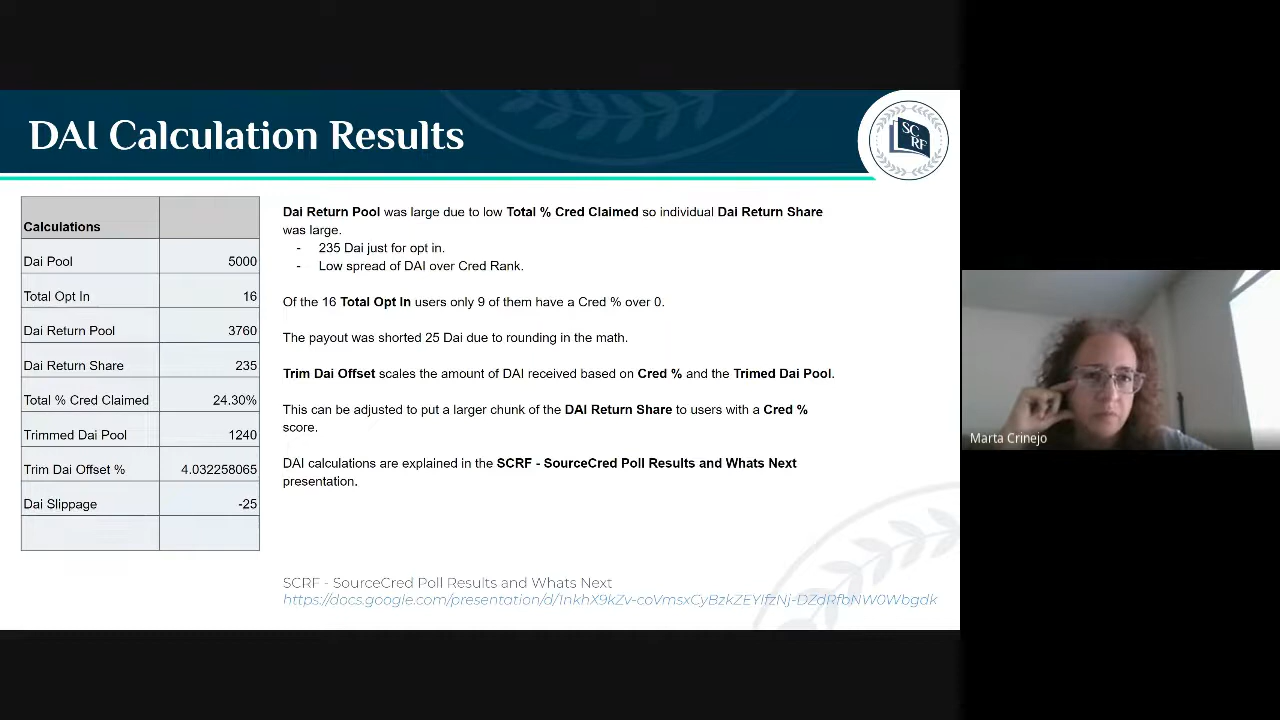 DAI Calculation Results
SC
RF
Calculations
Dai Pool 5000
Total Opt In 16
Dai Return Pool 3760
Dai Return Share 235
Total % Cred Claimed 24.30%
Trimmed Dai Pool 1240
Trim Dai Offset % 4.032258065
Dai Slippage -25
Dai Return Pool was large due to low Total % Cred Claimed so individual Dai Return Share
was large.
- 235 Dai just for opt in.
- Low spread of DAI over Cred Rank.
Of the 16 Total Opt In users only 9 of them have a Cred % over 0.
The payout was shorted 25 Dai due to rounding in the math.
Trim Dai Offset scales the amount of DAI received based on Cred % and the Trimed Dai Pool.
This can be adjusted to put a larger chunk of the DAI Return Share to users with a Cred %
score.
DAI calculations are explained in the SCRF - SourceCred Poll Results and Whats Next
presentation.
SCRF - SourceCred Poll Results and Whats Next
Marta Crinejo